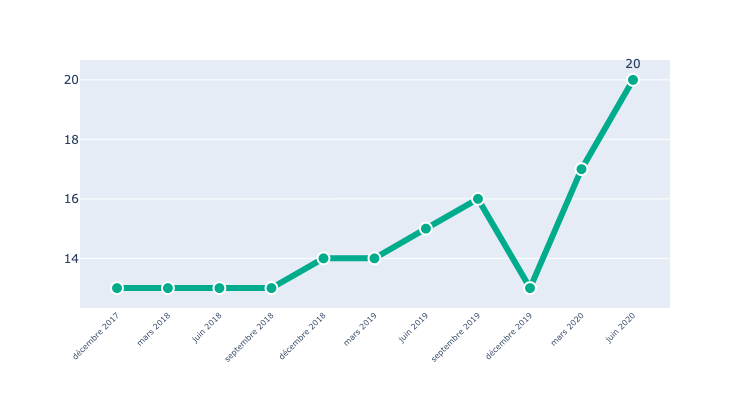 20
20
18
16
14
décembre 2017
mars 2018
juin 2018
septembre 2018
décembre 2018
mars 2019
juin 2019
septembre 2019
décembre 2019
mars 2020
juin 2020